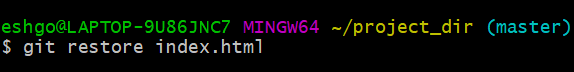 eshgo@LAPTOP-9U86JNC7 MINGW64 ~/project_dir (master)
$ git restore index.html